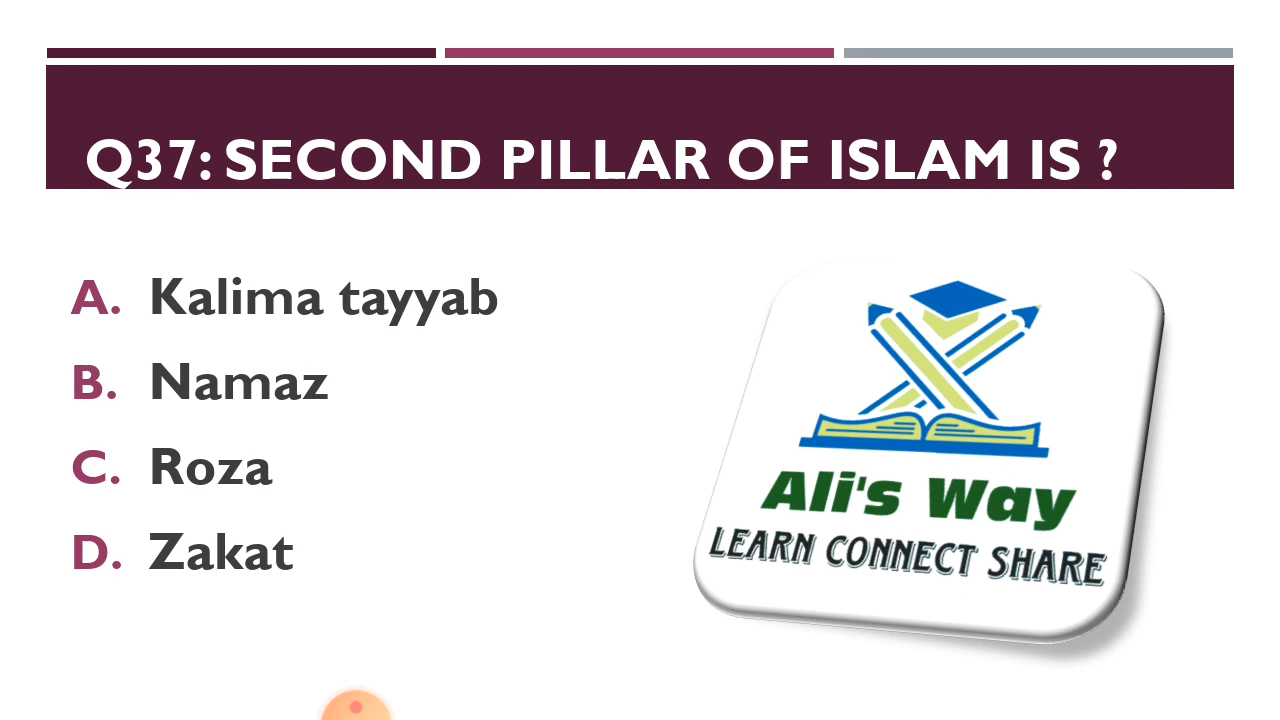 Q37: SECOND PILLAR OF ISLAM IS ?
A. Kalima tayyab
B. Namaz
C. Roza
D. Zakat
Ali's Way
LEARN CONNECT SHARE